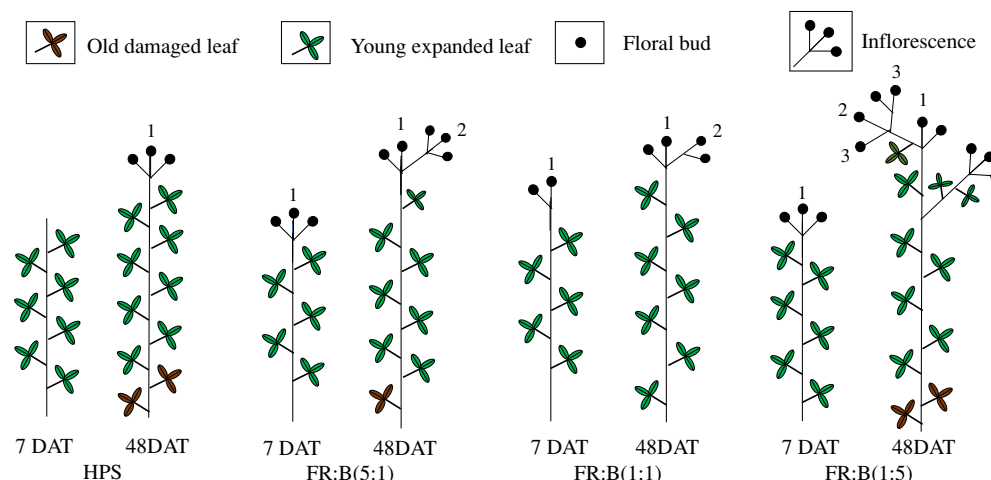 Old damaged leaf
Young expanded leaf
Floral bud
Inflorescence
1
1
1
2
1
1
2
1
3
2
1
3
7 DAT
48DAT
7 DAT
48DAT
7 DAT
48DAT
7 DAT
48DAT
HPS
FR:B(5:1)
FR:B(1:1)
FR:B(1:5)